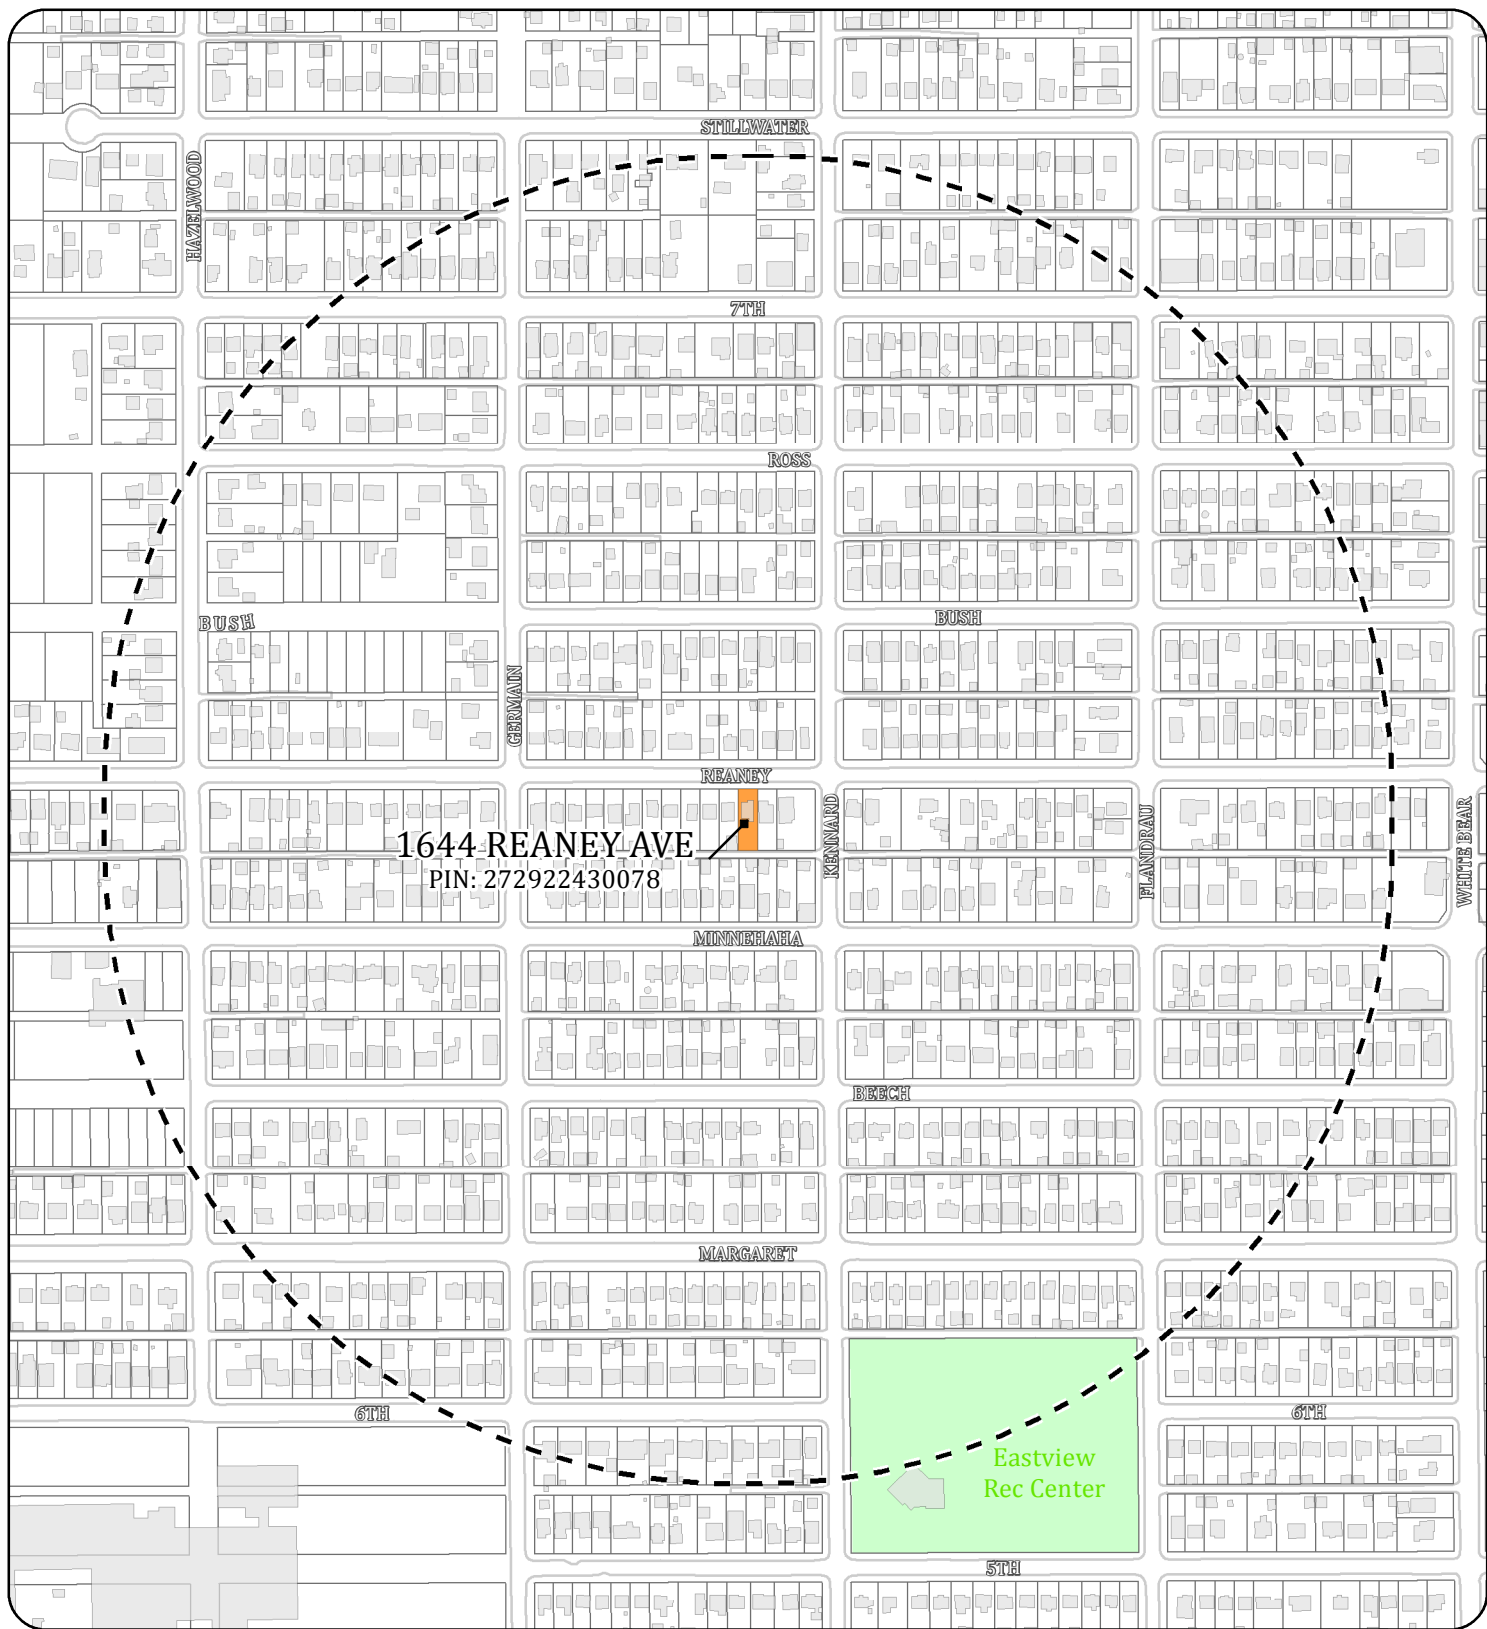 STILLWATER
HAZELWOOD
7TH
ROSS
BUSH
BUSH
GERMAIN
REANEY
KENNARD
FLANDRAU
WHITE BEAR
1644 REANEY AVE
PIN: 272922430078
MINNEHAHA
BEECH
MARGARET
6TH
6TH
Eastview
Rec Center
5TH